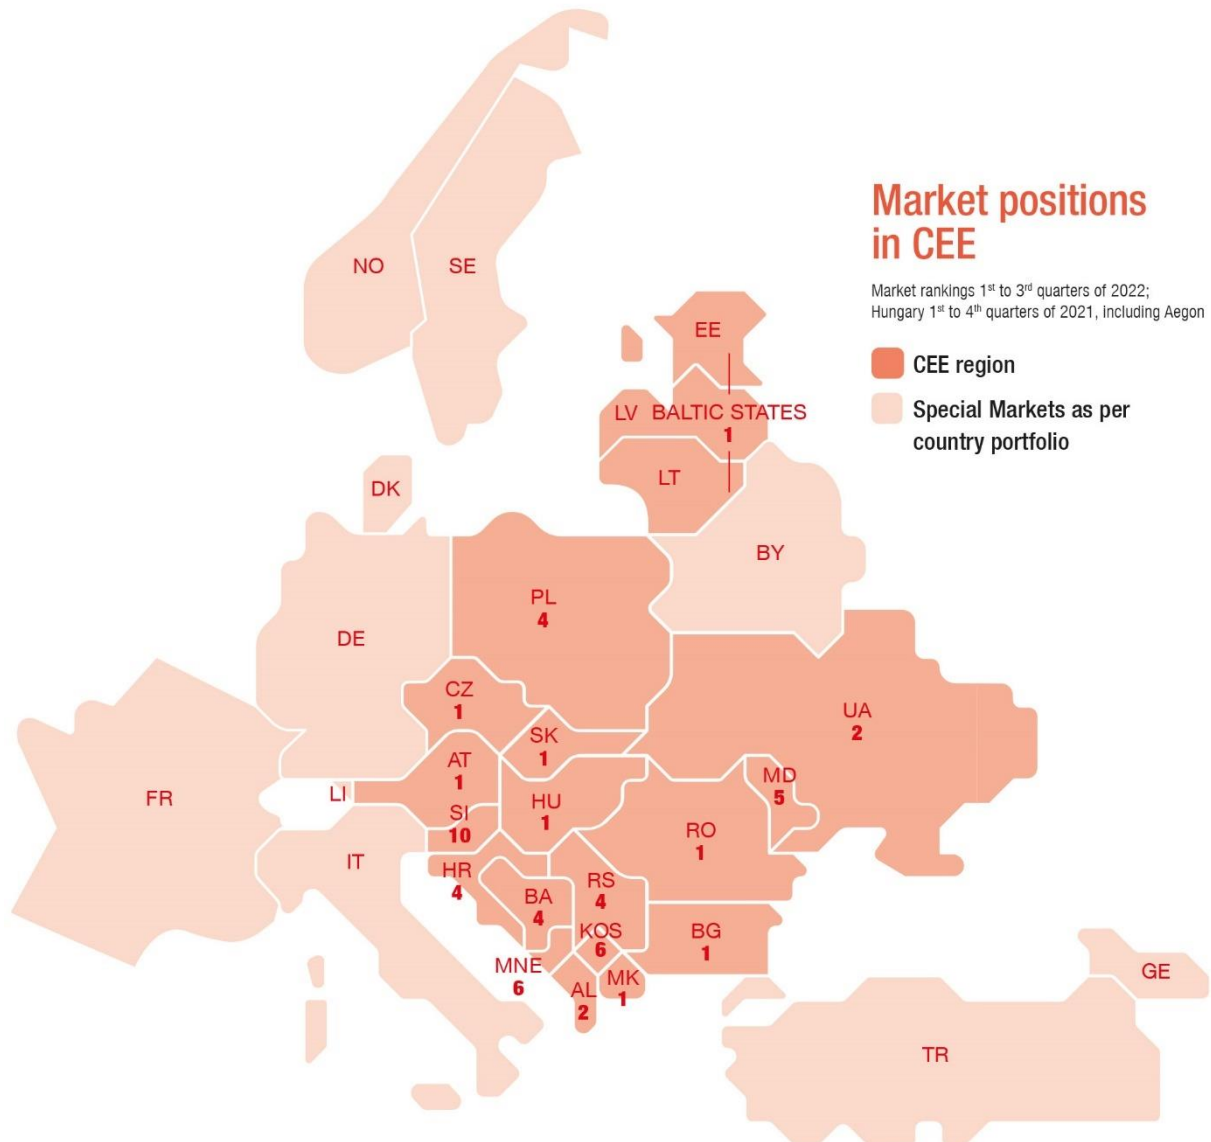 Market positions
in CEE
Market rankings 1st to 3rd quarters of 2022;
Hungary 1st to 4th quarters of 2021, including Aegon
CEE region
Special Markets as per
country portfolio
NO
SE
EE
LV
BALTIC STATES
1
LT
DK
BY
PL
4
DE
CZ
1
UA
2
SK
1
AT
1
MD
5
LI
FR
HU
1
SI
10
RO
1
IT
HR
4
RS
4
BA
4
KOS
6
BG
1
MNE
6
MK
1
AL
2
GE
TR